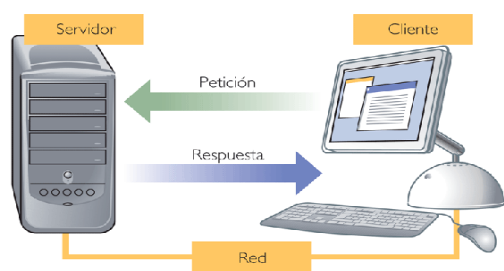 Servidor
Cliente
Petición
Respuesta
Red